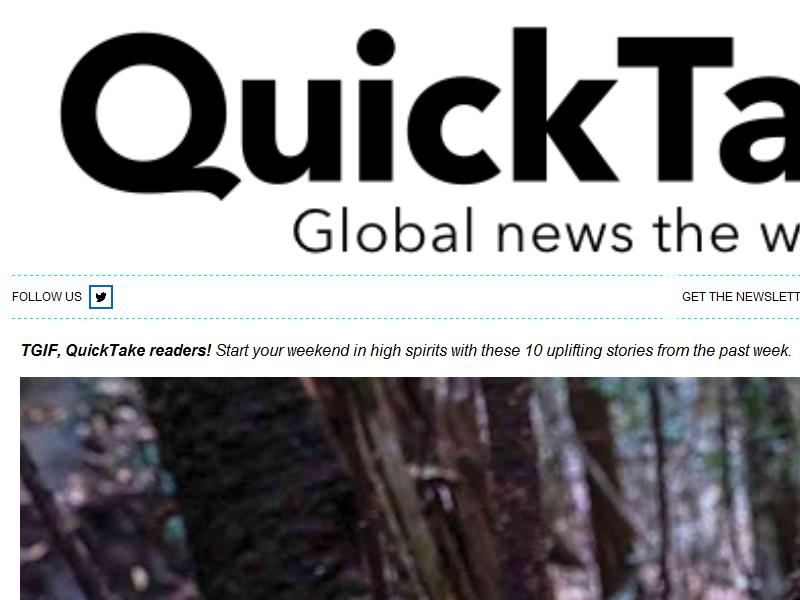 QuickTa
Global news the w
FOLLOW US
GET THE NEWSLETT
TGIF, QuickTake readers! Start your weekend in high spirits with these 10 uplifting stories from the past week.